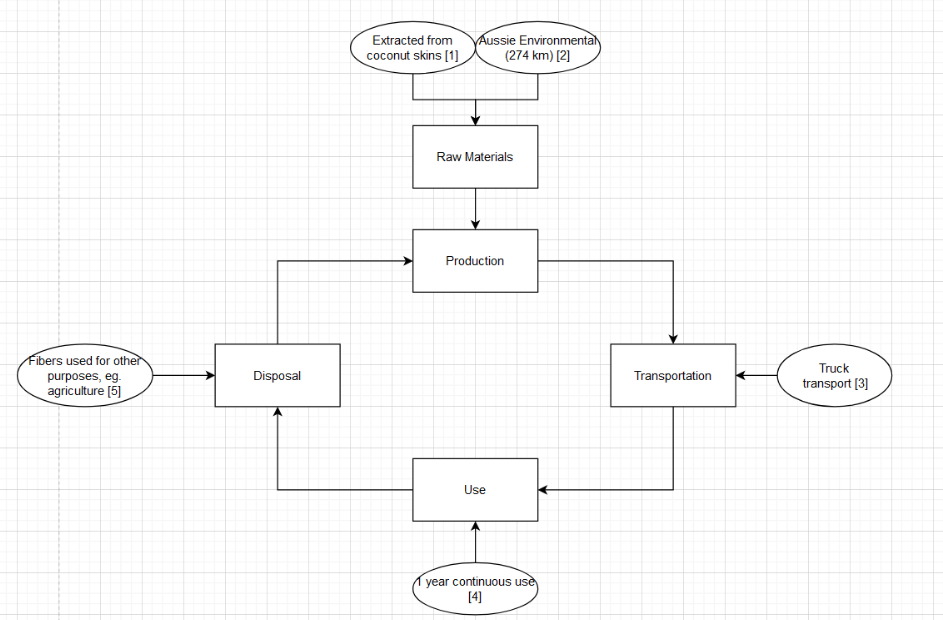 Extracted from
coconut skins [1]
Aussie Environmental
(274 km) [2]
Raw Materials
Production
Fibers used for other
purposes, eg.
agriculture [5]
Disposal
Transportation
Truck
transport [3]
Use
1 year continuous use
[4]